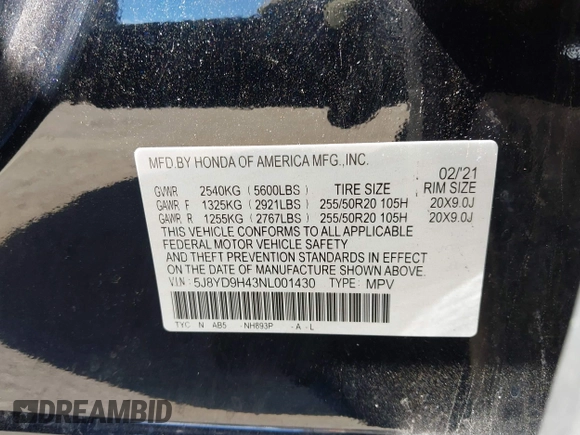 MFD.BY HONDA OF AMERICA MFG.,INC.
02/'21
GVWR 2540KG (5600LBS) TIRE SIZE RIM SIZE
GAWR. F 1325KG (2921LBS) 255/50R20 105H 20X9.0J
GAWR. R 1255KG (2767LBS) 255/50R20 105H 20X9.0J
THIS VEHICLE CONFORMS TO ALL APPLICABLE
FEDERAL MOTOR VEHICLE SAFETY
AND THEFT PREVENTION STANDARDS IN EFFECT
ON THE DATE OF MANUFACTURE SHOWN ABOVE.
V.I.N: 5J8YD9H43NL001430 TYPE: MPV
TYC N AB5 -NH893P -A -L
DREAMBID